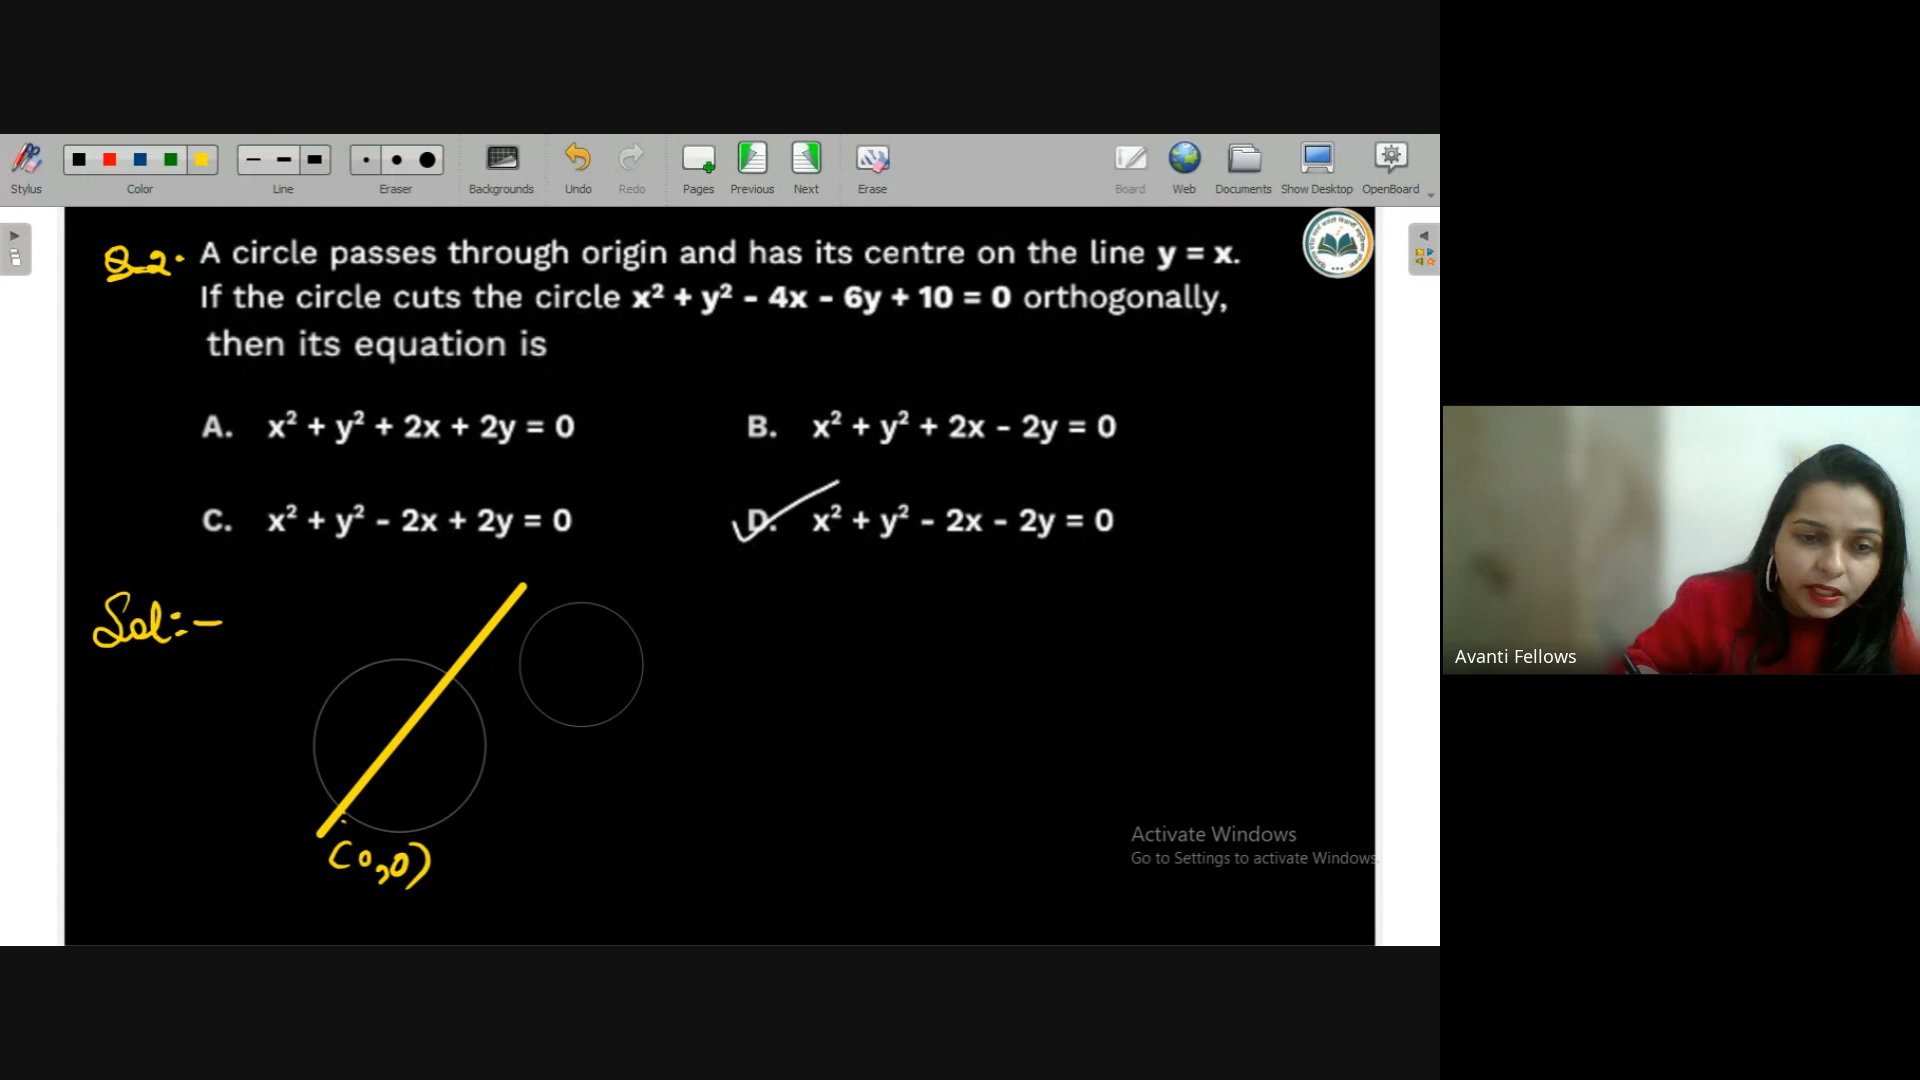 Stylus
Color
Line
Eraser
Backgrounds
Undo
Redo
Pages
Previous
Next
Erase
Board
Web
Documents
Show Desktop
OpenBoard
Q-2. A circle passes through origin and has its centre on the line y = x.
If the circle cuts the circle x² + y² - 4x - 6y + 10 = 0 orthogonally,
then its equation is
A. x² + y² + 2x + 2y = 0
B. x² + y² + 2x - 2y = 0
C. x² + y² - 2x + 2y = 0
D. x² + y² - 2x - 2y = 0
Sol:-
(0,0)
Activate Windows
Go to Settings to activate Windows.
Avanti Fellows